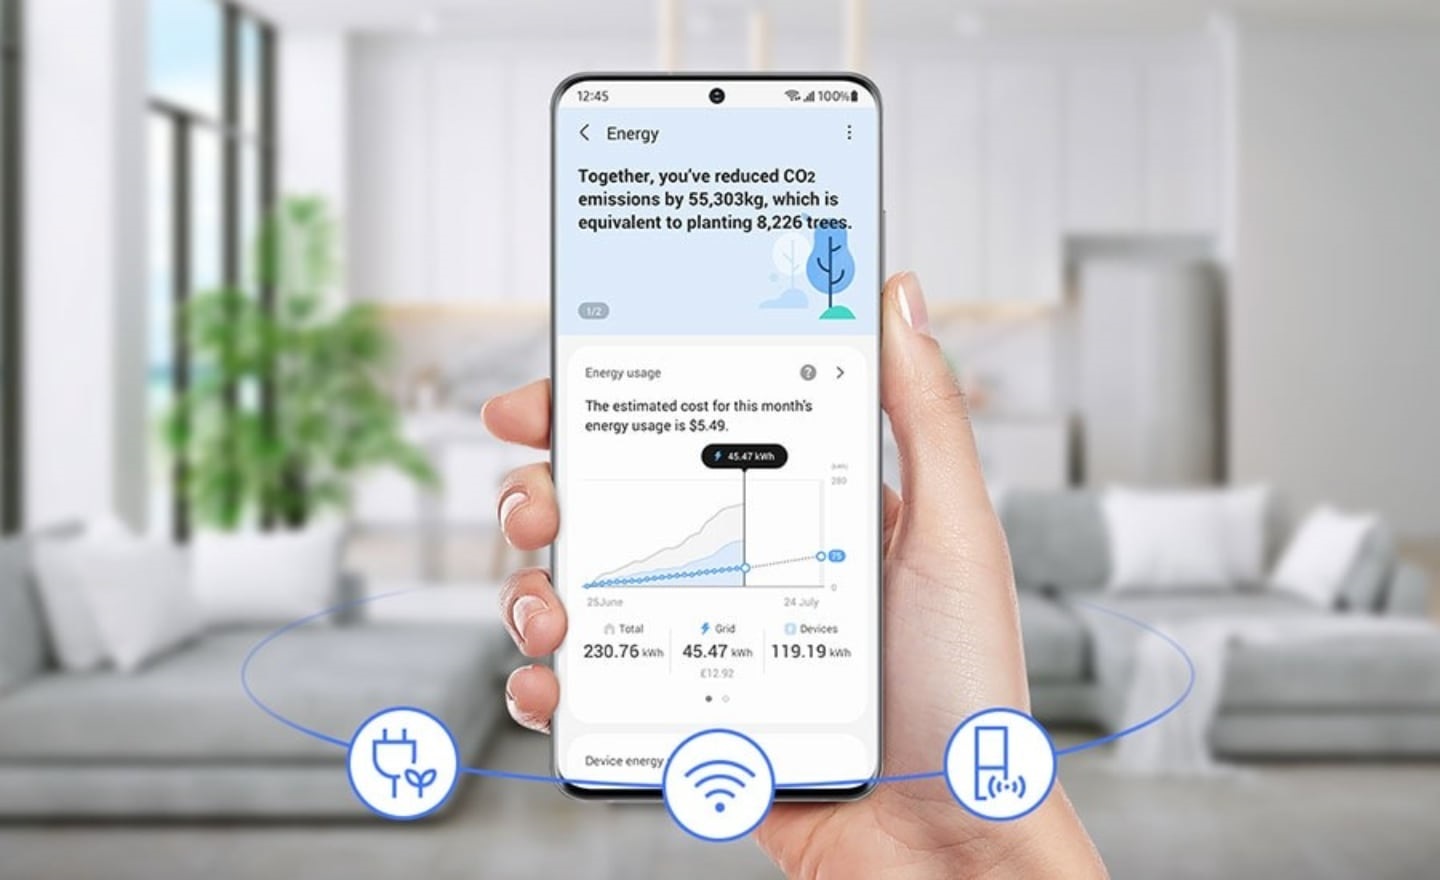 12:45
100%
Energy
Together, you've reduced CO2
emissions by 55,303kg, which is
equivalent to planting 8,226 trees.
1/2
Energy usage ?
The estimated cost for this month's
energy usage is $5.49.
45.47 kWh
(kWh)
280
75
0
25June
24 July
Total Grid Devices
230.76 kWh 45.47 kWh 119.19 kWh
£12.92
Device energy